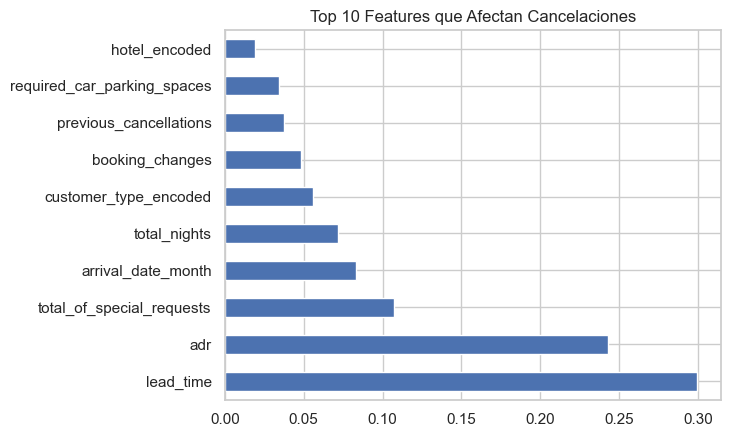 Top 10 Features que Afectan Cancelaciones
hotel_encoded
required_car_parking_spaces
previous_cancellations
booking_changes
customer_type_encoded
total_nights
arrival_date_month
total_of_special_requests
adr
lead_time
0.00 0.05 0.10 0.15 0.20 0.25 0.30